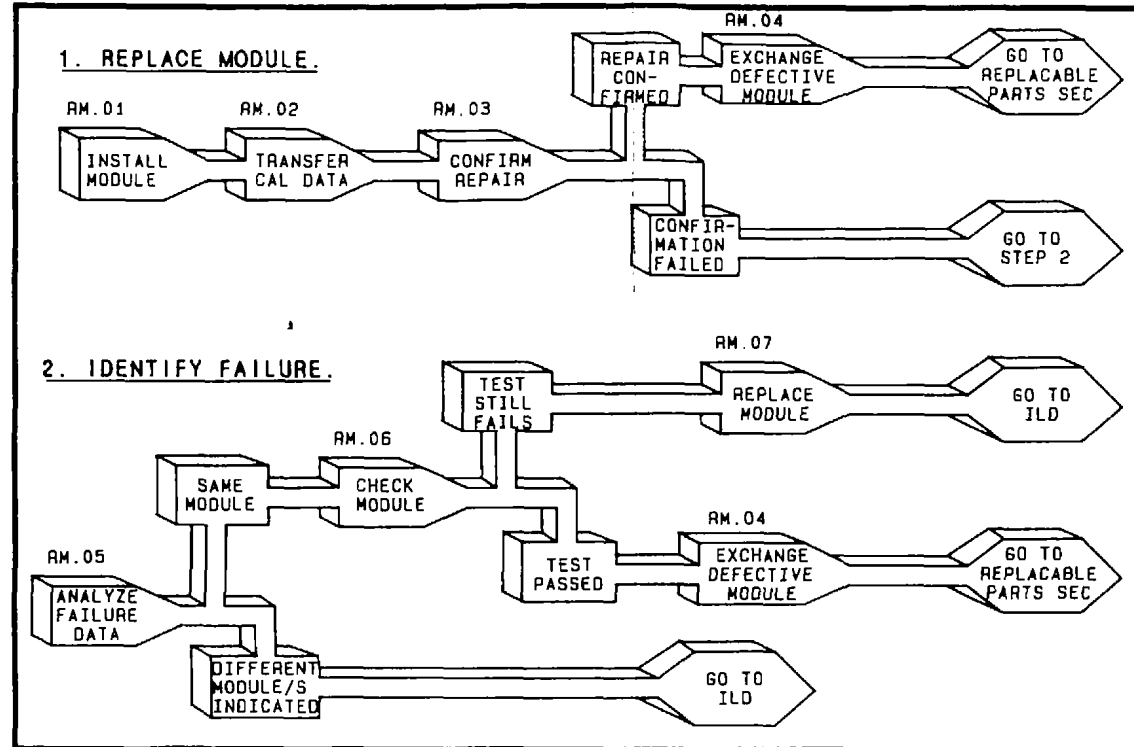 1. REPLACE MODULE.
RM.01
INSTALL
MODULE
RM.02
TRANSFER
CAL DATA
RM.03
CONFIRM
REPAIR
REPAIR
CON-
FIRMED
RM.04
EXCHANGE
DEFECTIVE
MODULE
GO TO
REPLACABLE
PARTS SEC
CONFIR-
MATION
FAILED
GO TO
STEP 2
2. IDENTIFY FAILURE.
RM.05
ANALYZE
FAILURE
DATA
SAME
MODULE
RM.06
CHECK
MODULE
TEST
STILL
FAILS
RM.07
REPLACE
MODULE
GO TO
ILD
TEST
PASSED
RM.04
EXCHANGE
DEFECTIVE
MODULE
GO TO
REPLACABLE
PARTS SEC
DIFFERENT
MODULE/S
INDICATED
GO TO
ILD